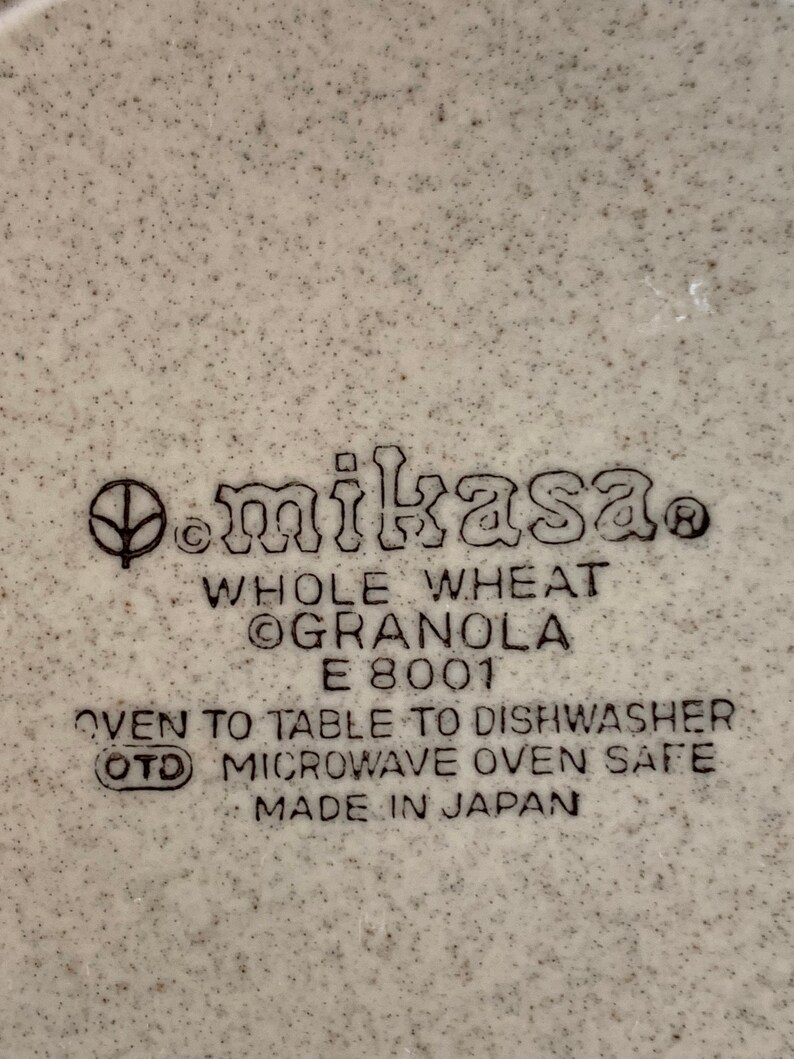 © mikasa ®
WHOLE WHEAT
©GRANOLA
E 8001
OVEN TO TABLE TO DISHWASHER
OTD MICROWAVE OVEN SAFE
MADE IN JAPAN